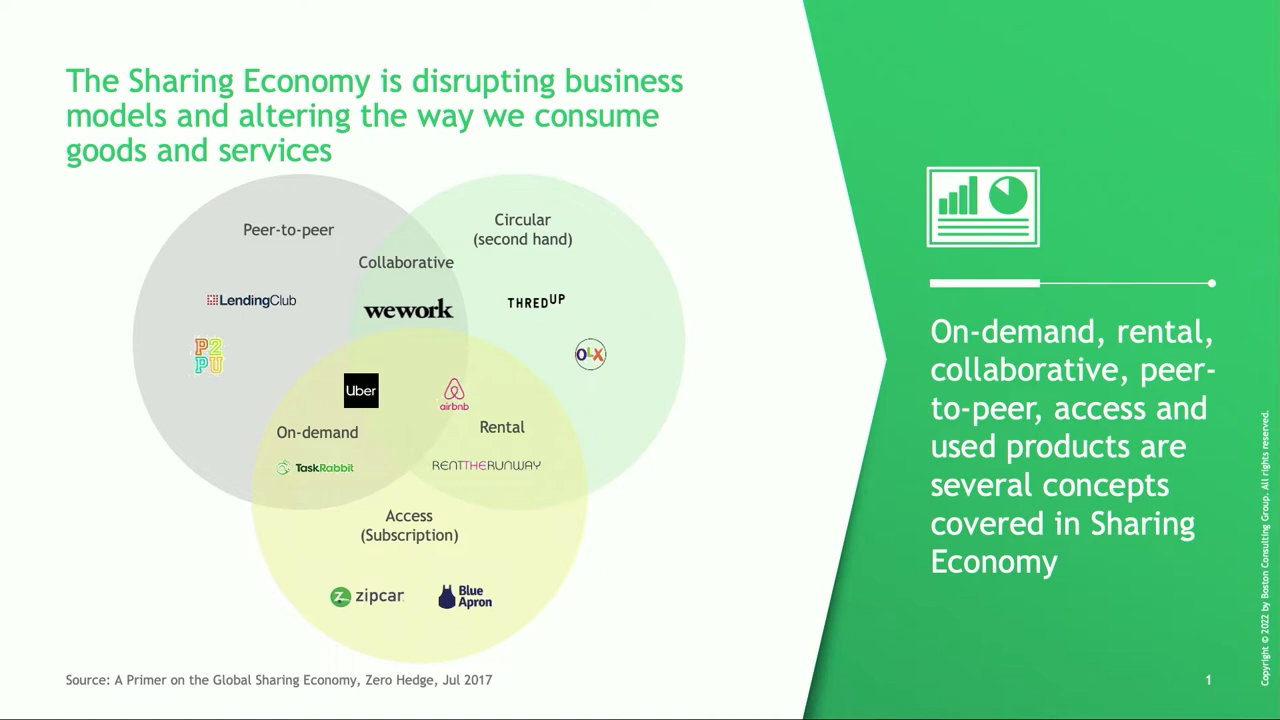 The Sharing Economy is disrupting business
models and altering the way we consume
goods and services
Peer-to-peer
Circular
(second hand)
Collaborative
LendingClub
wework
THREDUP
P2
PU
OLX
Uber
airbnb
On-demand
Rental
TaskRabbit
RENTTHERUNWAY
Access
(Subscription)
zipcar
Blue
Apron
Source: A Primer on the Global Sharing Economy, Zero Hedge, Jul 2017
On-demand, rental,
collaborative, peer-
to-peer, access and
used products are
several concepts
covered in Sharing
Economy
1
Copyright © 2022 by Boston Consulting Group. All rights reserved.